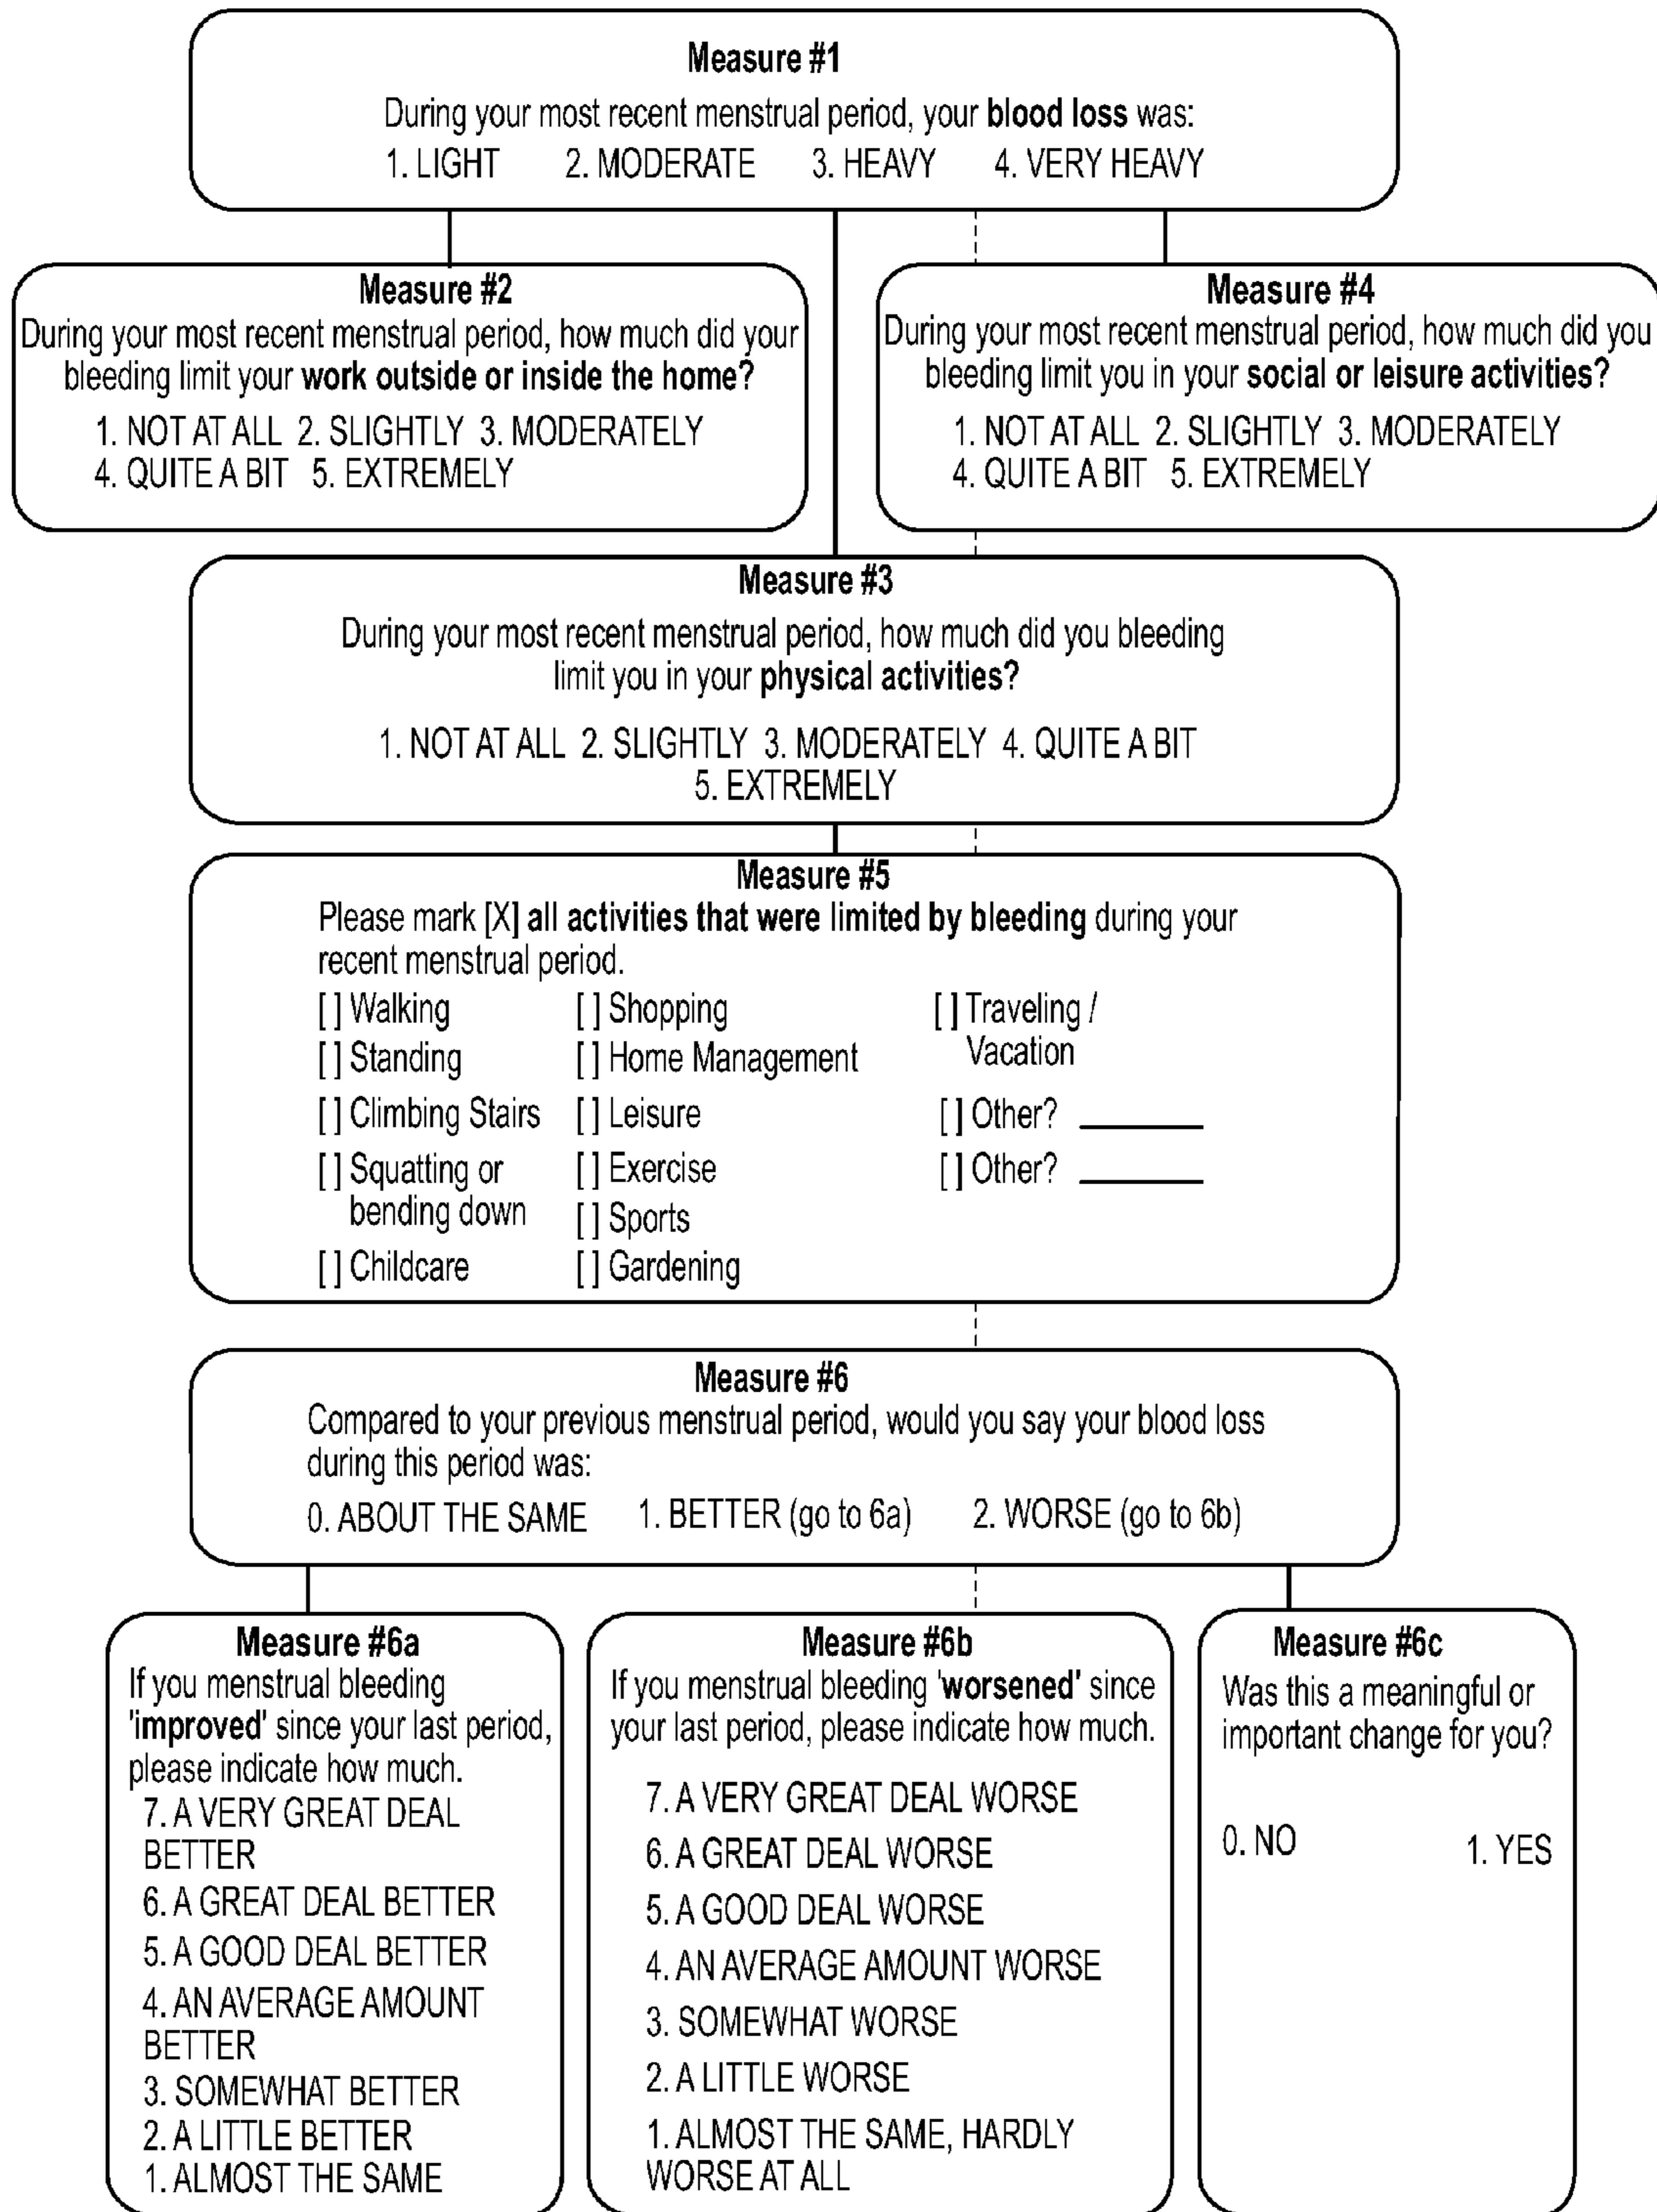 Measure #1
During your most recent menstrual period, your blood loss was:
1. LIGHT 2. MODERATE 3. HEAVY 4. VERY HEAVY
Measure #2
During your most recent menstrual period, how much did your
bleeding limit your work outside or inside the home?
1. NOT AT ALL 2. SLIGHTLY 3. MODERATELY
4. QUITE A BIT 5. EXTREMELY
Measure #4
During your most recent menstrual period, how much did you
bleeding limit you in your social or leisure activities?
1. NOT AT ALL 2. SLIGHTLY 3. MODERATELY
4. QUITE A BIT 5. EXTREMELY
Measure #3
During your most recent menstrual period, how much did you bleeding
limit you in your physical activities?
1. NOT AT ALL 2. SLIGHTLY 3. MODERATELY 4. QUITE A BIT
5. EXTREMELY
Measure #5
Please mark [X] all activities that were limited by bleeding during your
recent menstrual period.
[ ] Walking
[ ] Standing
[ ] Climbing Stairs
[ ] Squatting or
bending down
[ ] Childcare
[ ] Shopping
[ ] Home Management
[ ] Leisure
[ ] Exercise
[ ] Sports
[ ] Gardening
[ ] Traveling /
Vacation
[ ] Other? ________
[ ] Other? ________
Measure #6
Compared to your previous menstrual period, would you say your blood loss
during this period was:
0. ABOUT THE SAME 1. BETTER (go to 6a) 2. WORSE (go to 6b)
Measure #6a
If you menstrual bleeding
'improved' since your last period,
please indicate how much.
7. A VERY GREAT DEAL
BETTER
6. A GREAT DEAL BETTER
5. A GOOD DEAL BETTER
4. AN AVERAGE AMOUNT
BETTER
3. SOMEWHAT BETTER
2. A LITTLE BETTER
1. ALMOST THE SAME
Measure #6b
If you menstrual bleeding 'worsened' since
your last period, please indicate how much.
7. A VERY GREAT DEAL WORSE
6. A GREAT DEAL WORSE
5. A GOOD DEAL WORSE
4. AN AVERAGE AMOUNT WORSE
3. SOMEWHAT WORSE
2. A LITTLE WORSE
1. ALMOST THE SAME, HARDLY
WORSE AT ALL
Measure #6c
Was this a meaningful or
important change for you?
0. NO 1. YES